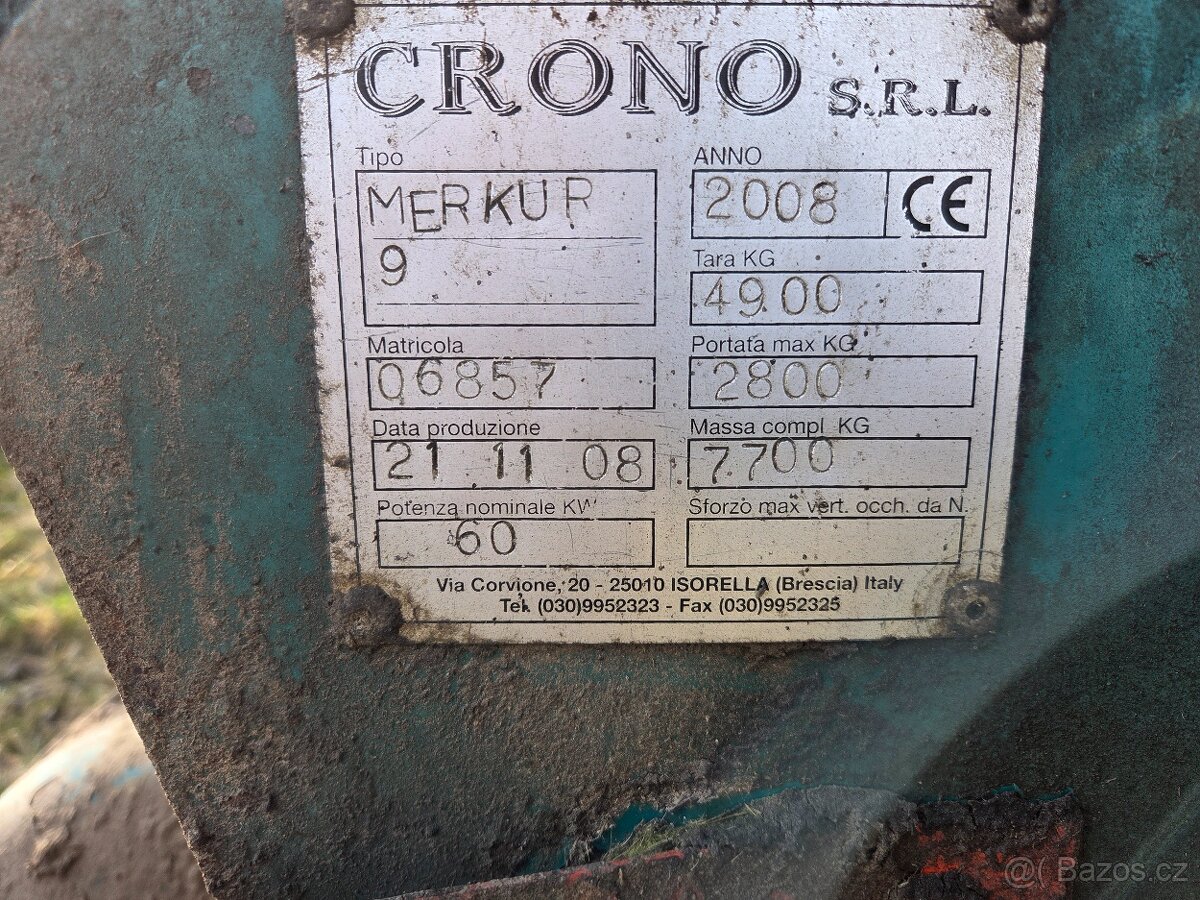 CRONO S.R.L.
Tipo
MERKUR
9
ANNO
2008 CE
Tara KG
4900
Matricola
06857
Portata max KG
2800
Data produzione
21 11 08
Massa compl KG
7700
Potenza nominale KW
60
Sforzo max vert. occh. da N.
Via Corvione, 20 - 25010 ISORELLA (Brescia) Italy
Tel. (030)9952323 - Fax (030)9952325
@( Bazos.cz